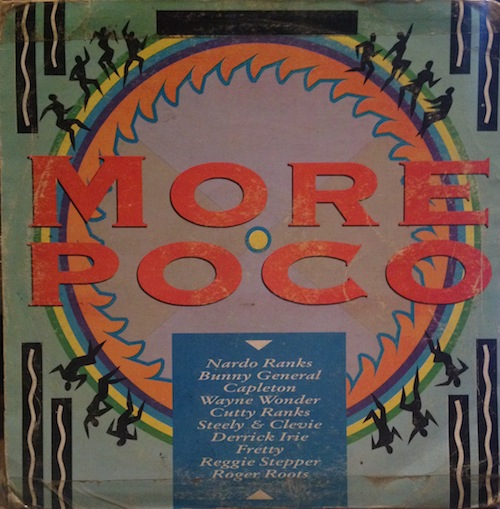 MORE
POCO
Nardo Ranks
Bunny General
Capleton
Wayne Wonder
Cutty Ranks
Steely & Clevie
Derrick Irie
Fretty
Reggie Stepper
Roger Roots